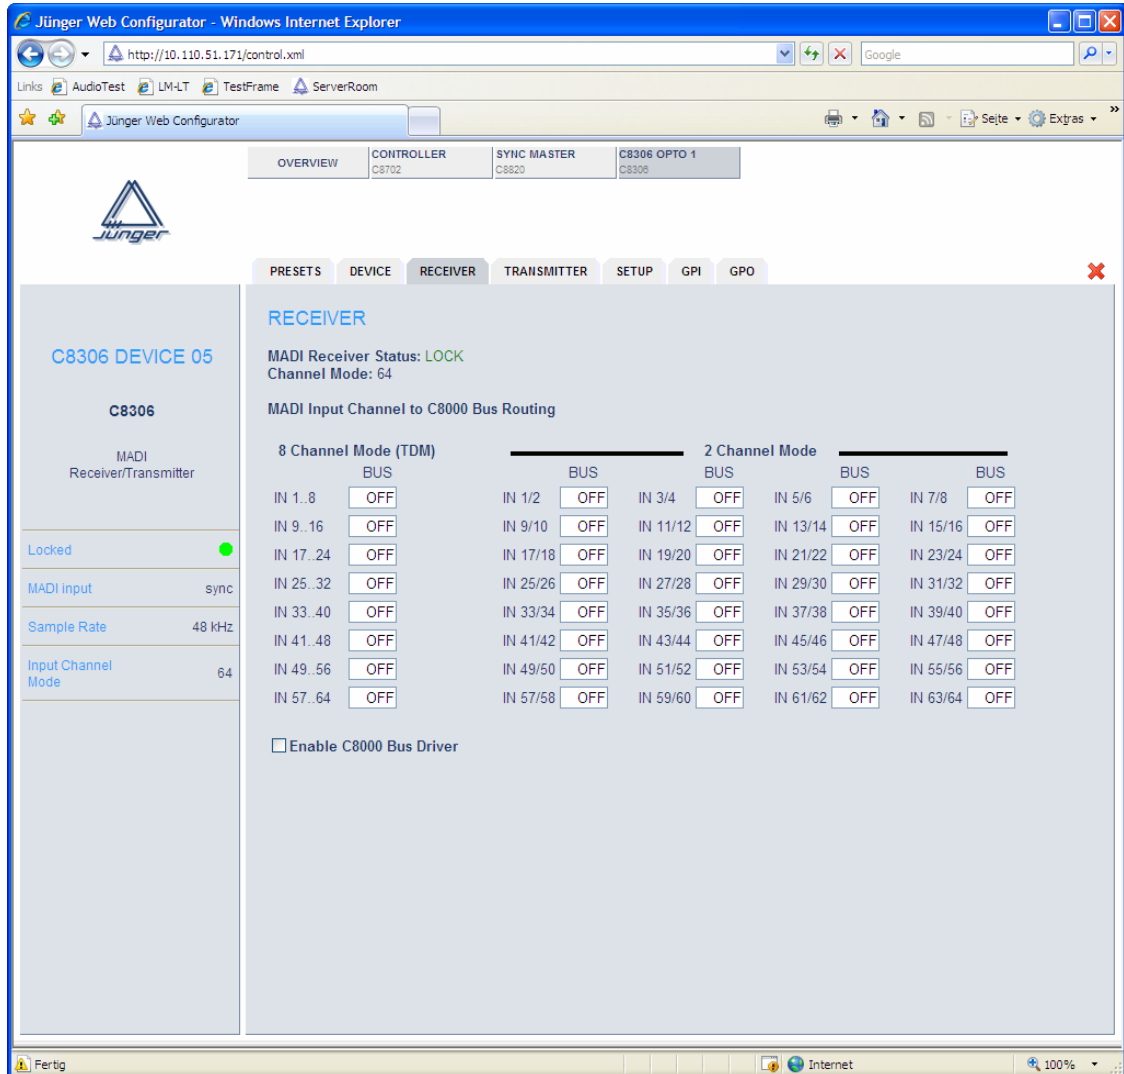 Jünger Web Configurator - Windows Internet Explorer
http://10.110.51.171/control.xml
Google
Links AudioTest LM-LT TestFrame ServerRoom
Jünger Web Configurator
Seite Extras »
OVERVIEW CONTROLLER SYNC MASTER C8306 OPTO 1
C8702 C8820 C8306
Jünger
PRESETS DEVICE RECEIVER TRANSMITTER SETUP GPI GPO
C8306 DEVICE 05
C8306
MADI
Receiver/Transmitter
Locked
MADI input sync
Sample Rate 48 kHz
Input Channel
Mode 64
RECEIVER
MADI Receiver Status: LOCK
Channel Mode: 64
MADI Input Channel to C8000 Bus Routing
8 Channel Mode (TDM) 2 Channel Mode
BUS BUS BUS BUS BUS
IN 1..8 OFF IN 1/2 OFF IN 3/4 OFF IN 5/6 OFF IN 7/8 OFF
IN 9..16 OFF IN 9/10 OFF IN 11/12 OFF IN 13/14 OFF IN 15/16 OFF
IN 17..24 OFF IN 17/18 OFF IN 19/20 OFF IN 21/22 OFF IN 23/24 OFF
IN 25..32 OFF IN 25/26 OFF IN 27/28 OFF IN 29/30 OFF IN 31/32 OFF
IN 33..40 OFF IN 33/34 OFF IN 35/36 OFF IN 37/38 OFF IN 39/40 OFF
IN 41..48 OFF IN 41/42 OFF IN 43/44 OFF IN 45/46 OFF IN 47/48 OFF
IN 49..56 OFF IN 49/50 OFF IN 51/52 OFF IN 53/54 OFF IN 55/56 OFF
IN 57..64 OFF IN 57/58 OFF IN 59/60 OFF IN 61/62 OFF IN 63/64 OFF
Enable C8000 Bus Driver
Fertig Internet 100%